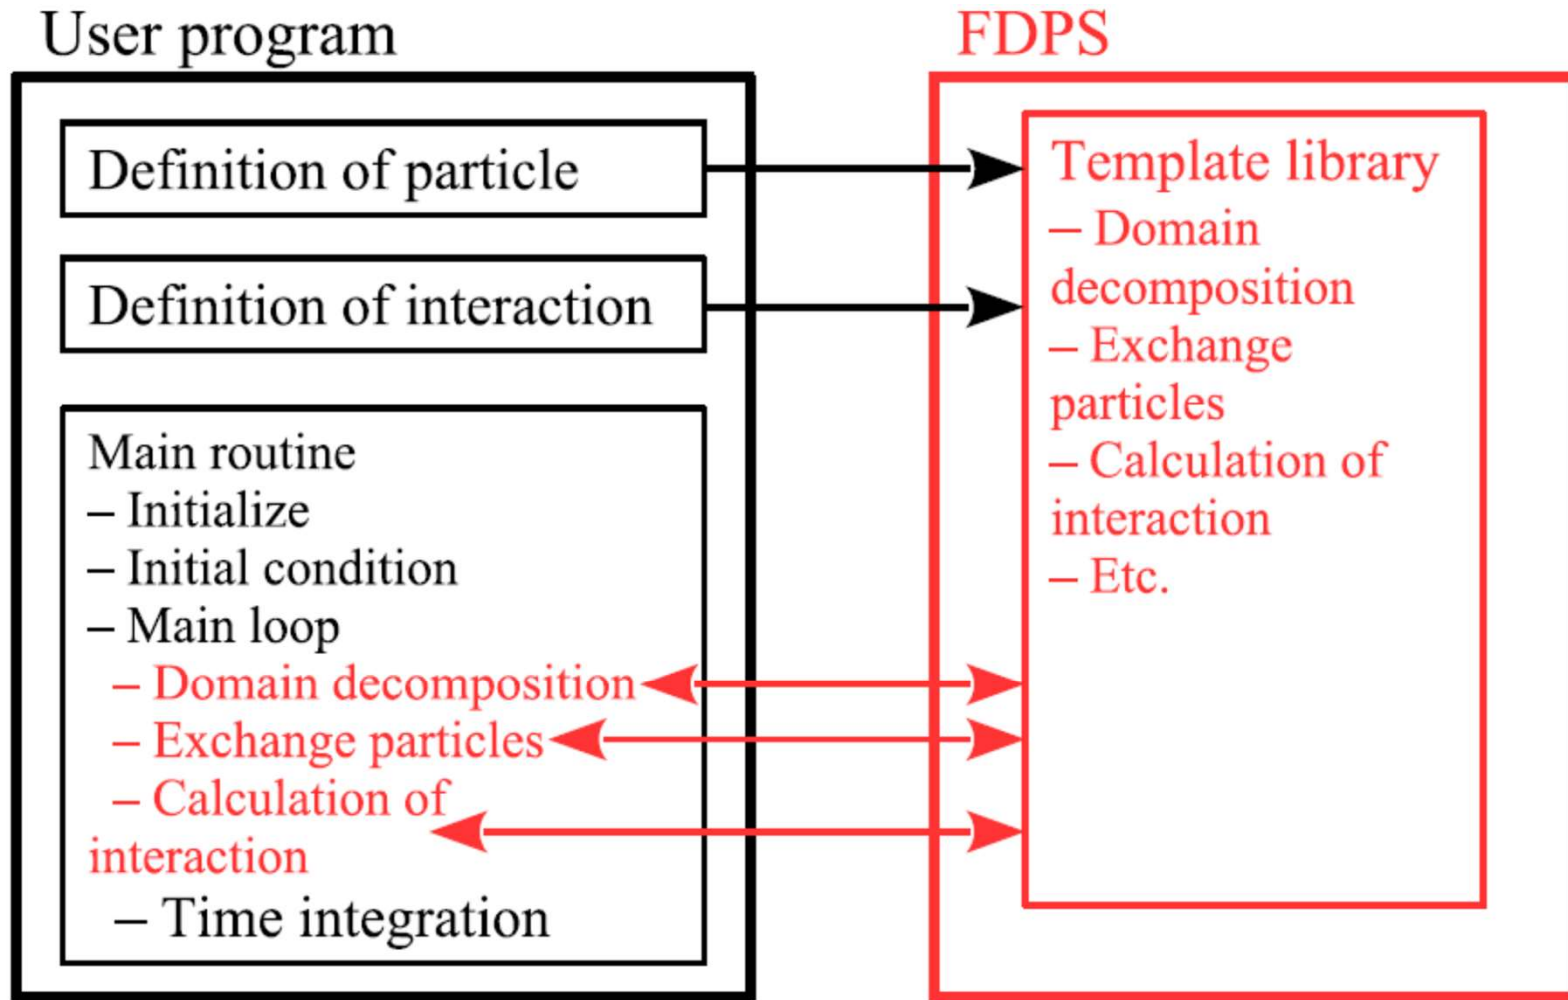 User program
Definition of particle
Definition of interaction
Main routine
– Initialize
– Initial condition
– Main loop
– Domain decomposition
– Exchange particles
– Calculation of
interaction
– Time integration
FDPS
Template library
– Domain
decomposition
– Exchange
particles
– Calculation of
interaction
– Etc.